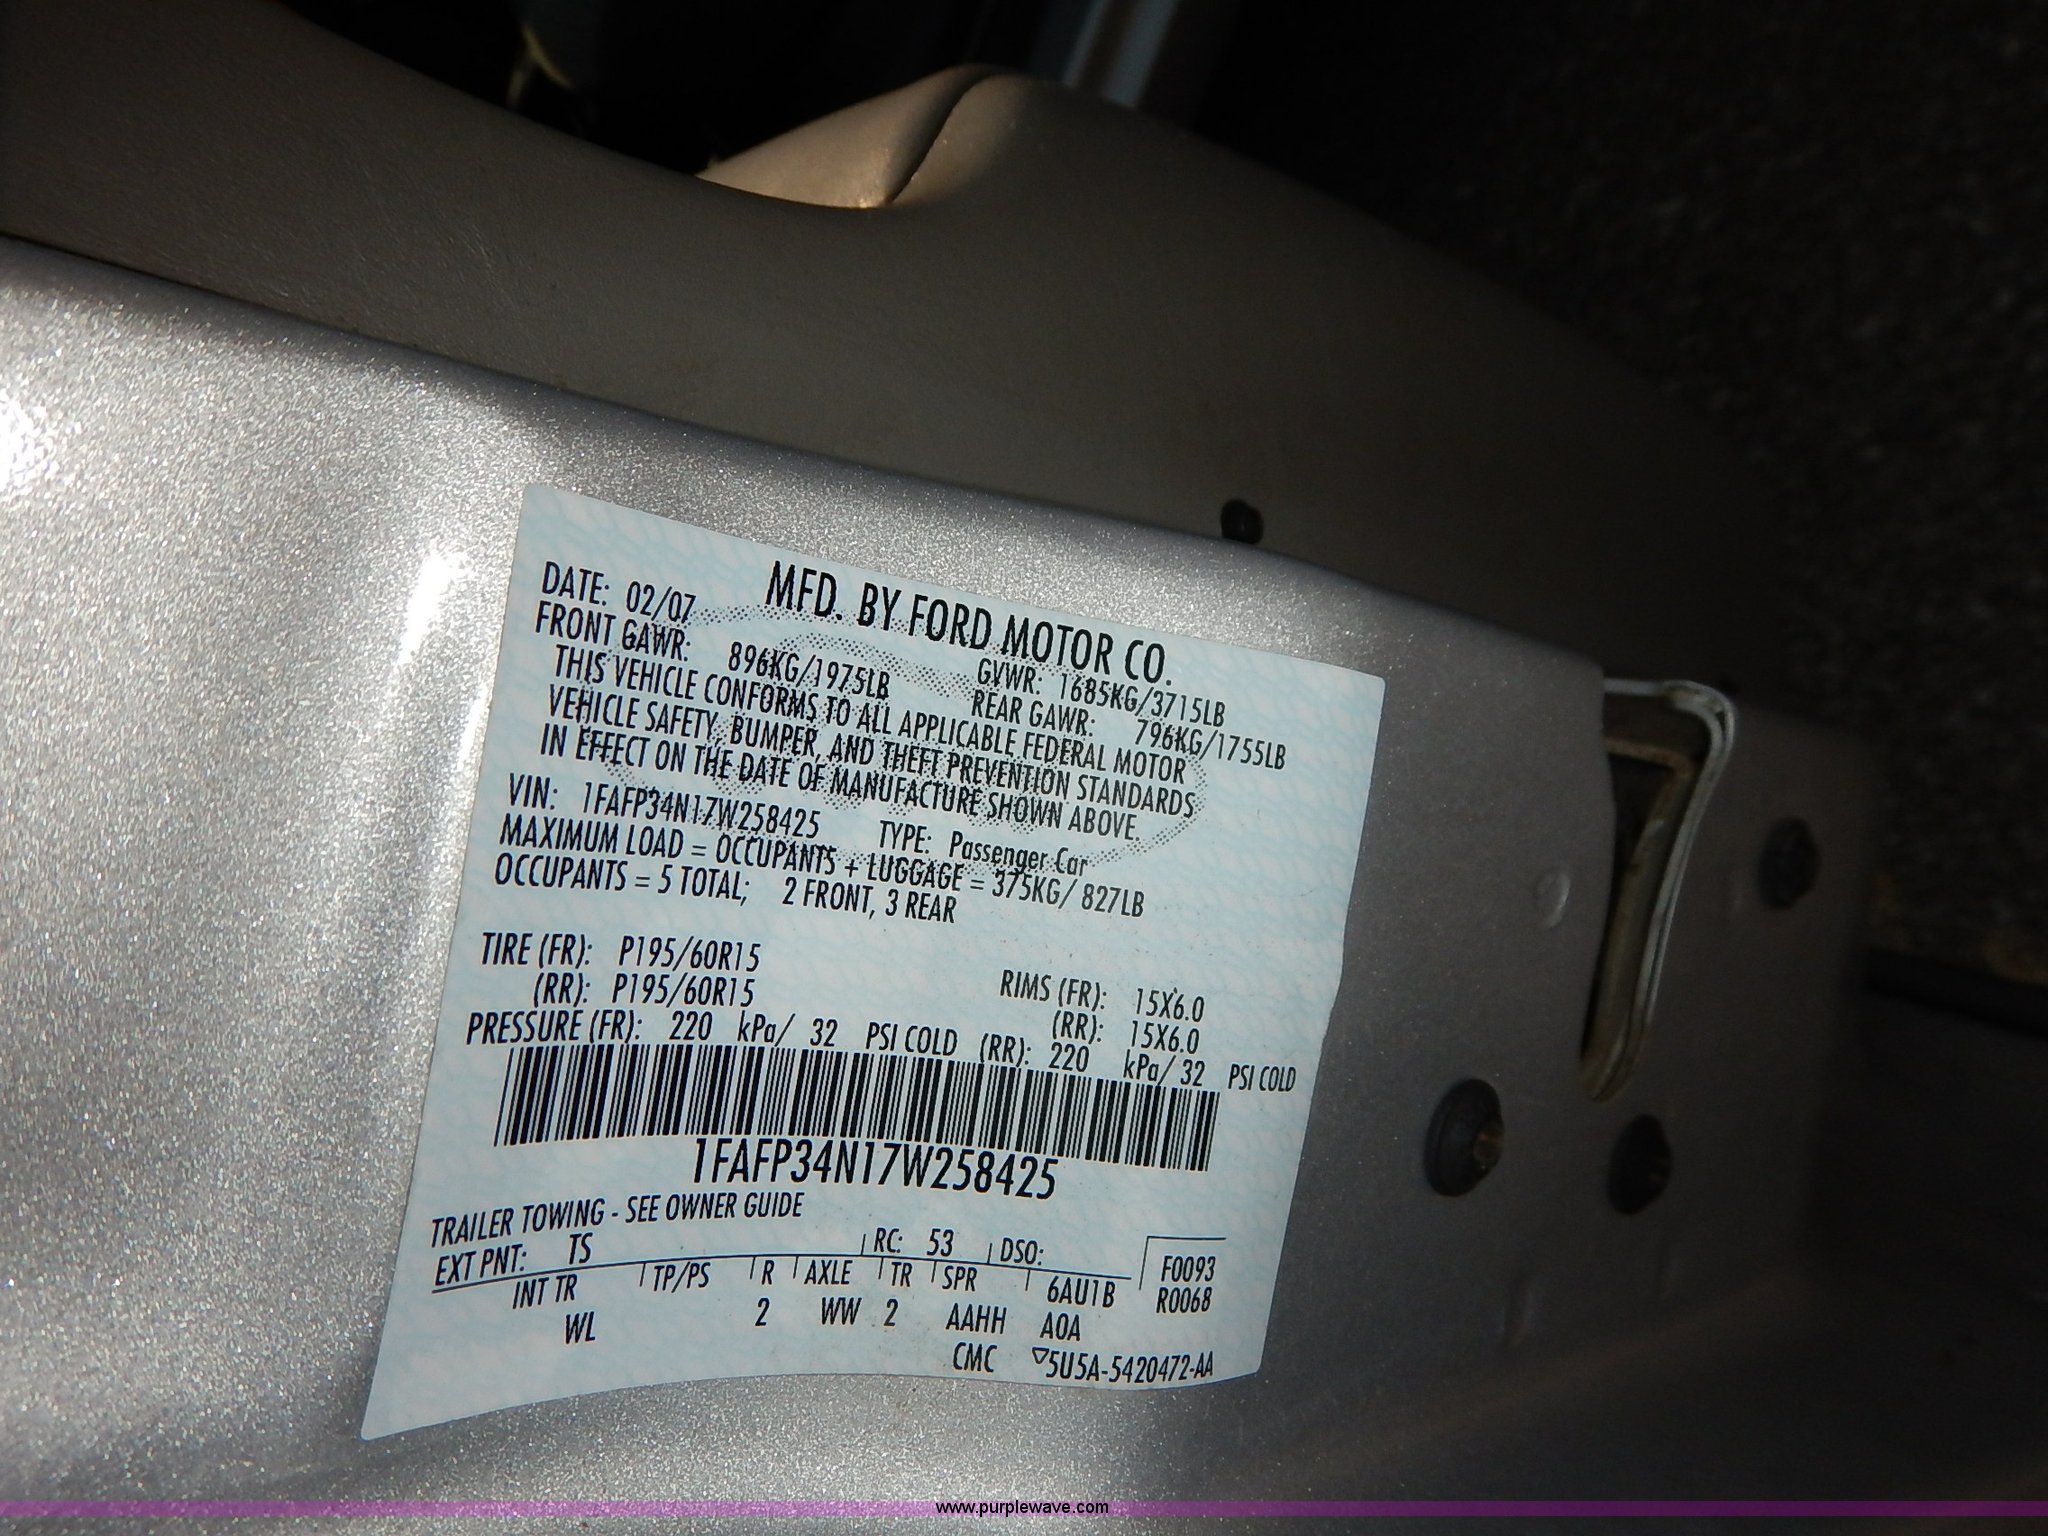 MFD. BY FORD MOTOR CO.
DATE: 02/07 GVWR: 1685KG/3715LB
FRONT GAWR: 896KG/1975LB REAR GAWR: 796KG/1755LB
THIS VEHICLE CONFORMS TO ALL APPLICABLE FEDERAL MOTOR
VEHICLE SAFETY, BUMPER, AND THEFT PREVENTION STANDARDS
IN EFFECT ON THE DATE OF MANUFACTURE SHOWN ABOVE.
VIN: 1FAFP34N17W258425 TYPE: Passenger Car
MAXIMUM LOAD = OCCUPANTS + LUGGAGE = 375KG/ 827LB
OCCUPANTS = 5 TOTAL; 2 FRONT, 3 REAR
TIRE (FR): P195/60R15 RIMS (FR): 15X6.0
(RR): P195/60R15 (RR): 15X6.0
PRESSURE (FR): 220 kPa/ 32 PSI COLD (RR): 220 kPa/ 32 PSI COLD
1FAFP34N17W258425
TRAILER TOWING - SEE OWNER GUIDE
EXT PNT: TS RC: 53 DSO: F0093
INT TR TP/PS R AXLE TR SPR 6AU1B R0068
WL 2 WW 2 AAHH A0A
CMC ▽5U5A-5420472-AA
www.purplewave.com